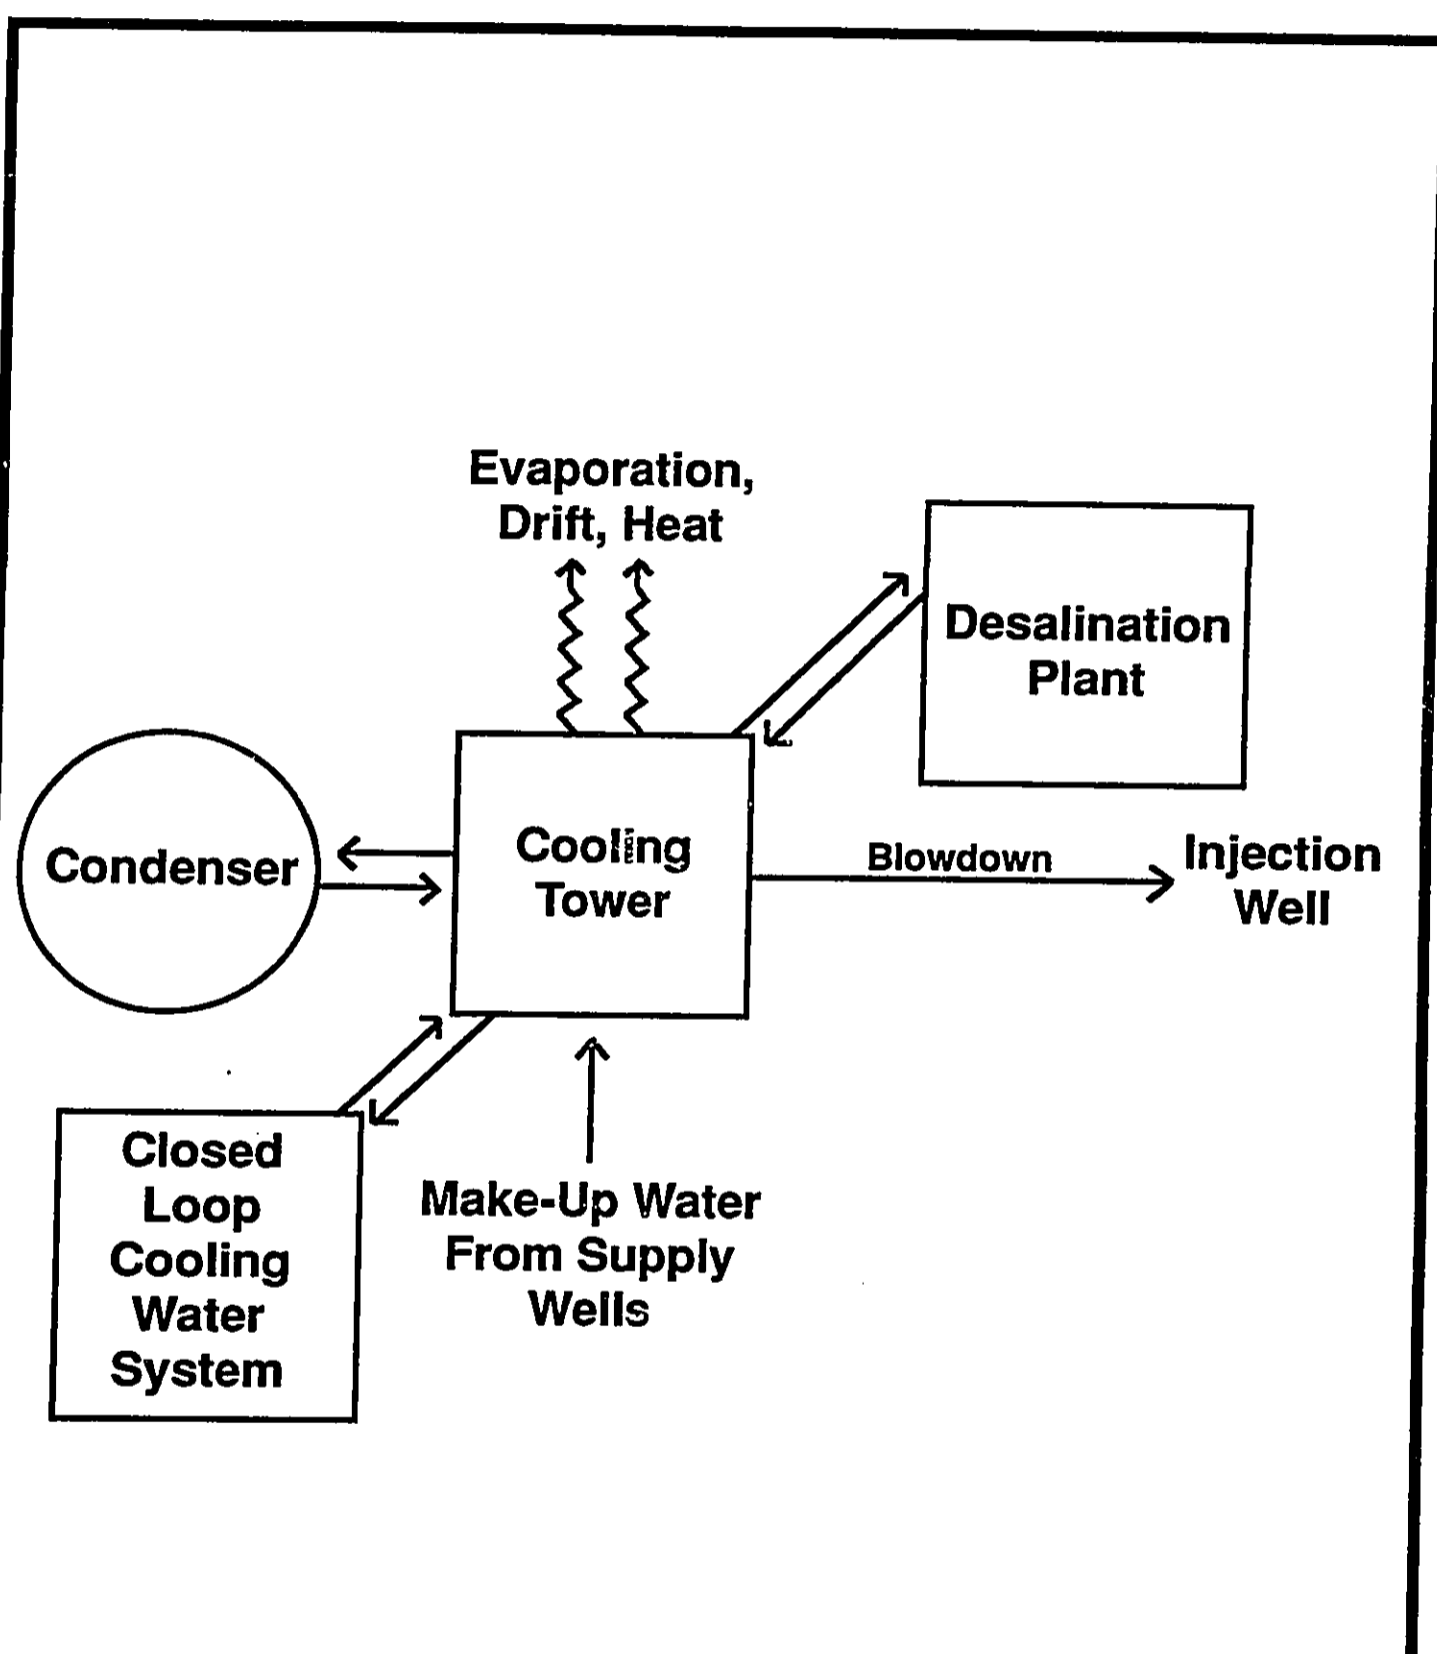 Evaporation,
Drift, Heat
Desalination
Plant
Condenser
Cooling
Tower
Blowdown
Injection
Well
Closed
Loop
Cooling
Water
System
Make-Up Water
From Supply
Wells